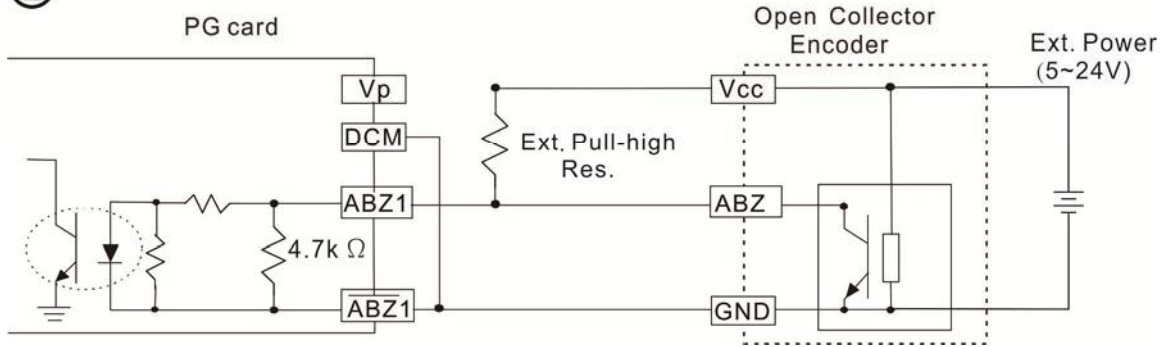 PG card
Open Collector
Encoder
Ext. Power
(5~24V)
Vp
Vcc
DCM
Ext. Pull-high
Res.
ABZ1
ABZ
4.7k Ω
A̅B̅Z̅1
GND